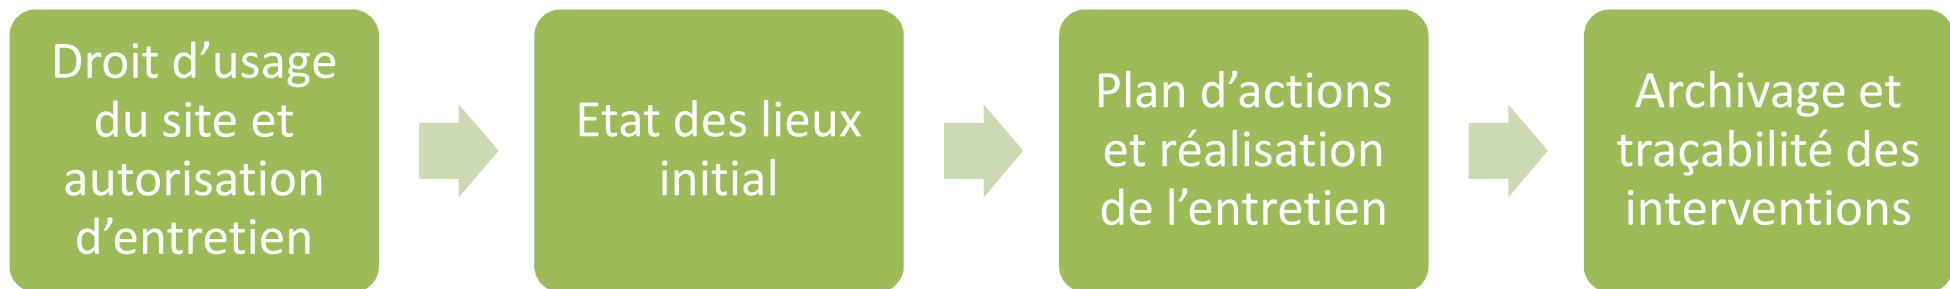 Droit d’usage
du site et
autorisation
d’entretien
Etat des lieux
initial
Plan d’actions
et réalisation
de l’entretien
Archivage et
traçabilité des
interventions